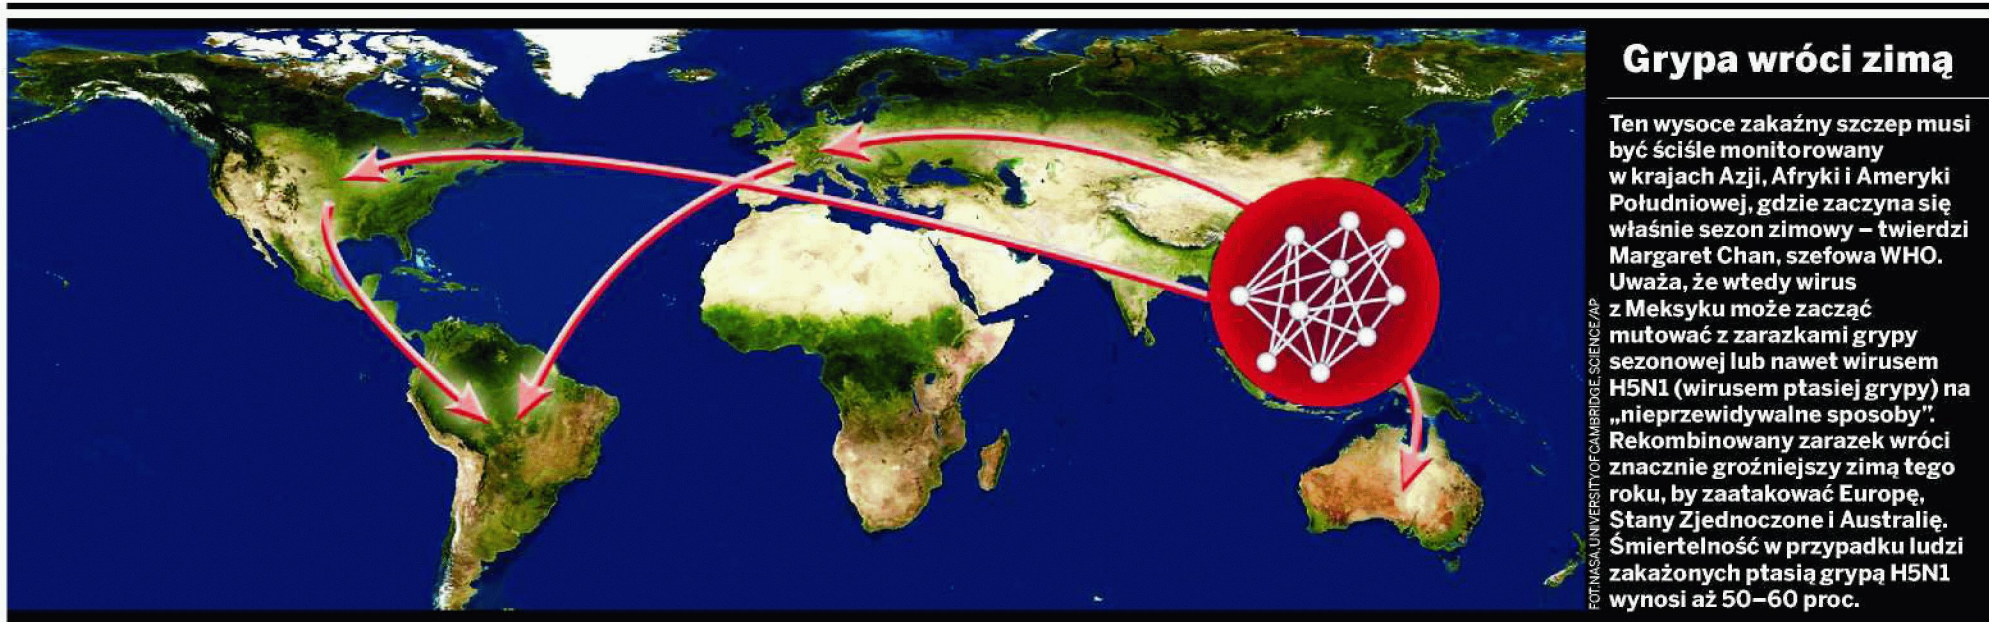 Grypa wróci zimą
Ten wysoce zakaźny szczep musi
być ściśle monitorowany
w krajach Azji, Afryki i Ameryki
Południowej, gdzie zaczyna się
właśnie sezon zimowy – twierdzi
Margaret Chan, szefowa WHO.
Uważa, że wtedy wirus
z Meksyku może zacząć
mutować z zarazkami grypy
sezonowej lub nawet wirusem
H5N1 (wirusem ptasiej grypy) na
„nieprzewidywalne sposoby”.
Rekombinowany zarazek wróci
znacznie groźniejszy zimą tego
roku, by zaatakować Europę,
Stany Zjednoczone i Australię.
Śmiertelność w przypadku ludzi
zakażonych ptasią grypą H5N1
wynosi aż 50–60 proc.
FOT. NASA, UNIVERSITY OF CAMBRIDGE, SCIENCE/AP